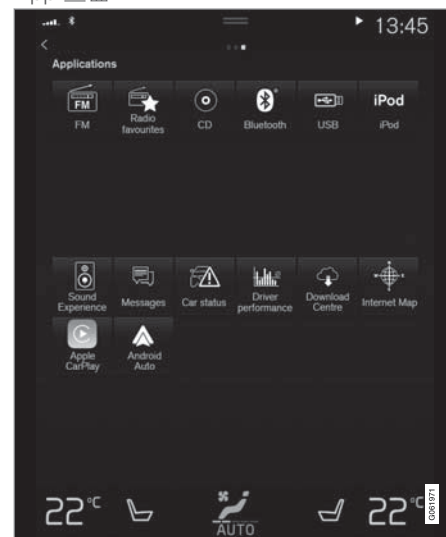 13:45
Applications
FM
iPod
FM
Radio favourites
CD
Bluetooth
USB
iPod
Sound Experience
Messages
Car status
Driver performance
Download Centre
Internet Map
Apple CarPlay
Android Auto
22°C
AUTO
22°C
G061971